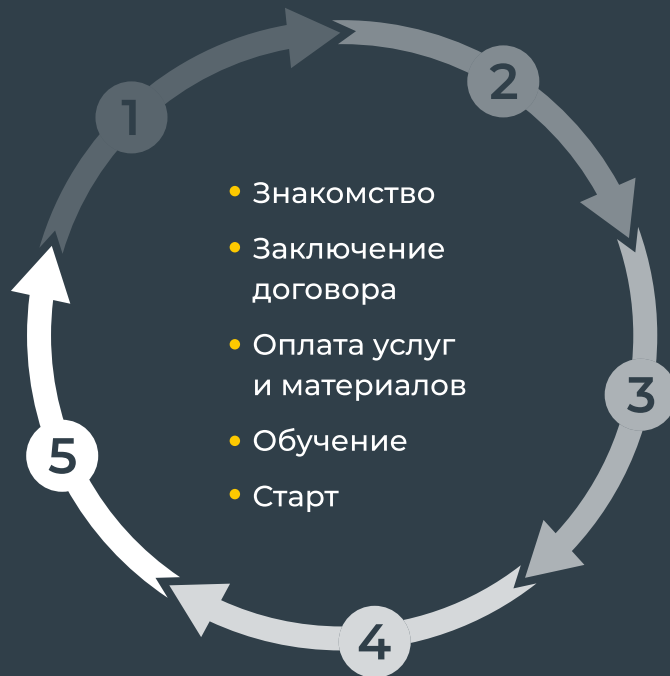 1
2
Знакомство
Заключение
договора
Оплата услуг
и материалов
3
Обучение
5
Старт
4